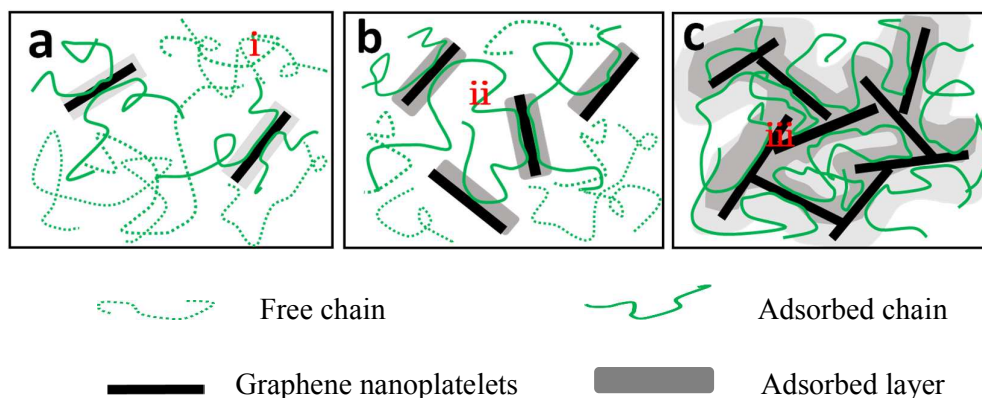 a
i
b
ii
c
iii
Free chain
Adsorbed chain
Graphene nanoplatelets
Adsorbed layer